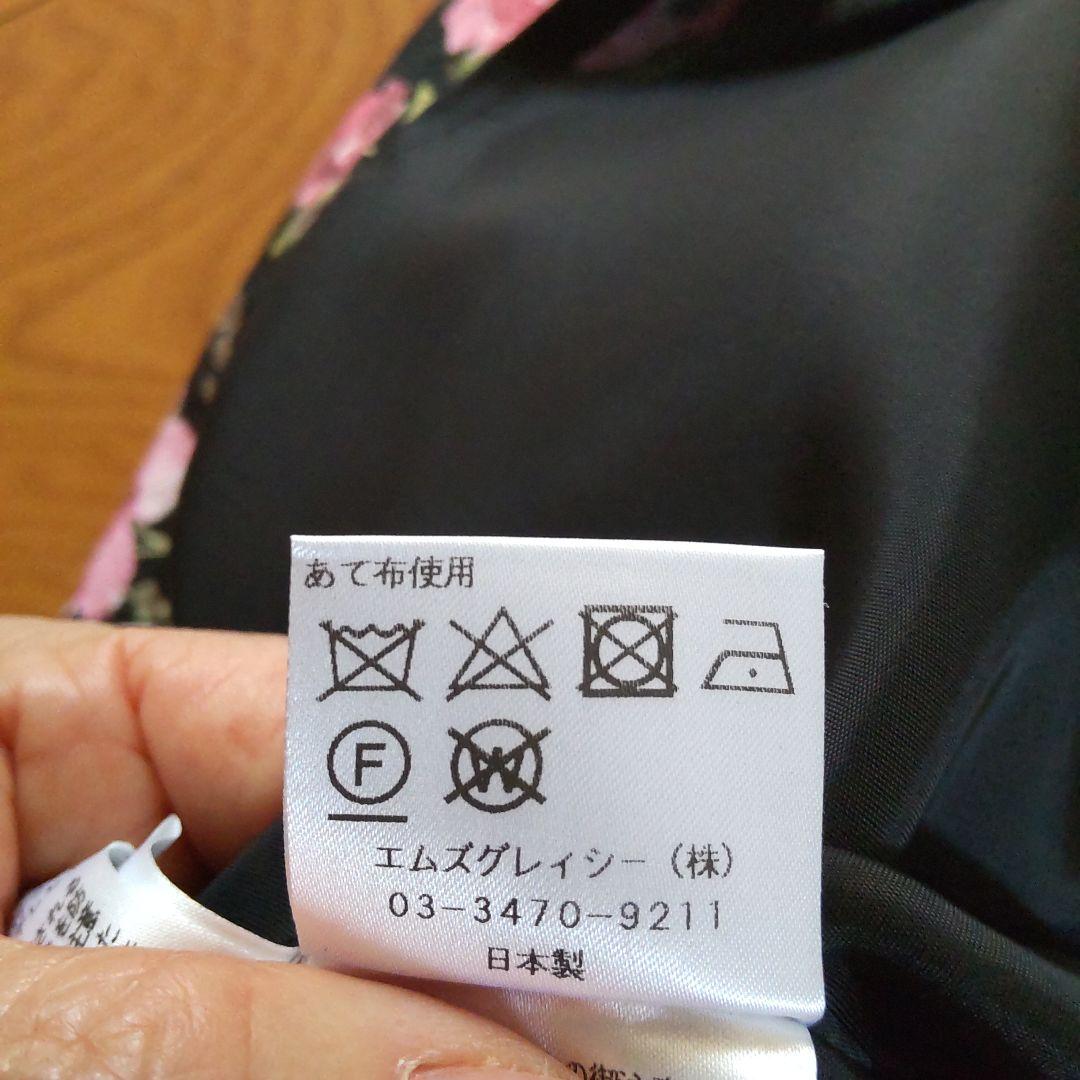 あて布使用
F
W
エムズグレイシー（株）
03-3470-9211
日本製